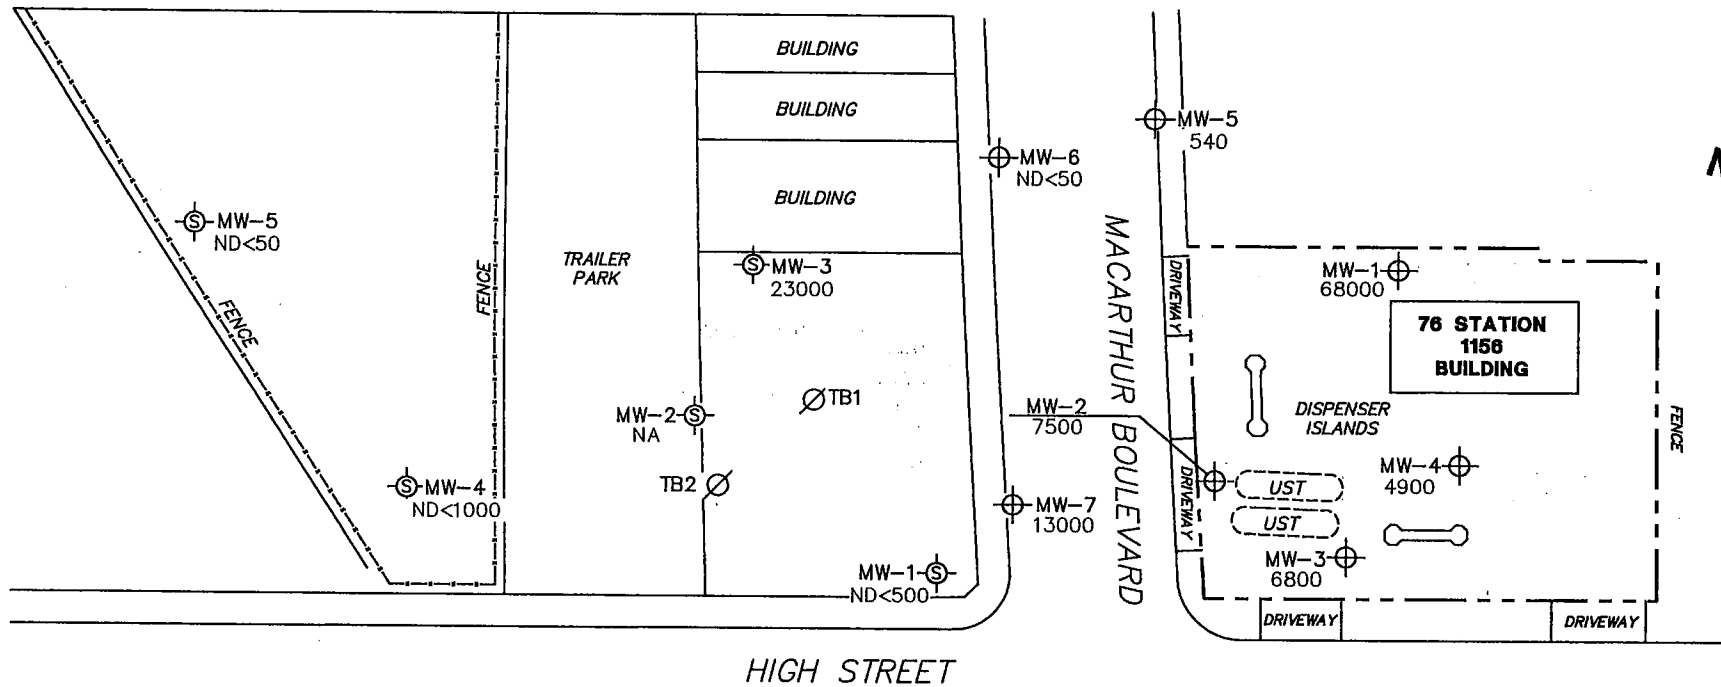 BUILDING
BUILDING
BUILDING
MW-5
ND<50
FENCE
FENCE
TRAILER
PARK
MW-3
23000
MW-2
NA
TB1
TB2
MW-4
ND<1000
MW-1
ND<500
MW-6
ND<50
MW-5
540
MACARTHUR BOULEVARD
MW-2
7500
MW-7
13000
DRIVEWAY
DRIVEWAY
MW-1
68000
76 STATION
1156
BUILDING
DISPENSER
ISLANDS
FENCE
MW-4
4900
UST
UST
MW-3
6800
DRIVEWAY
DRIVEWAY
HIGH STREET